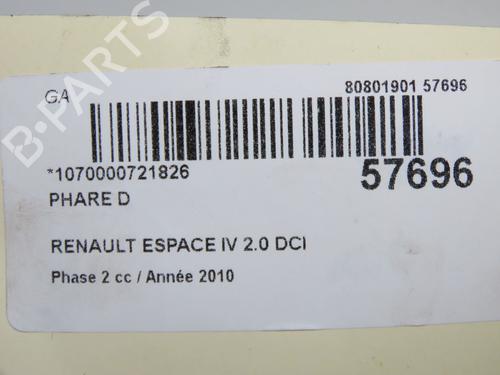 B-PARTS
GA
80801901 57696
*1070000721826
57696
PHARE D
RENAULT ESPACE IV 2.0 DCI
Phase 2 cc / Année 2010